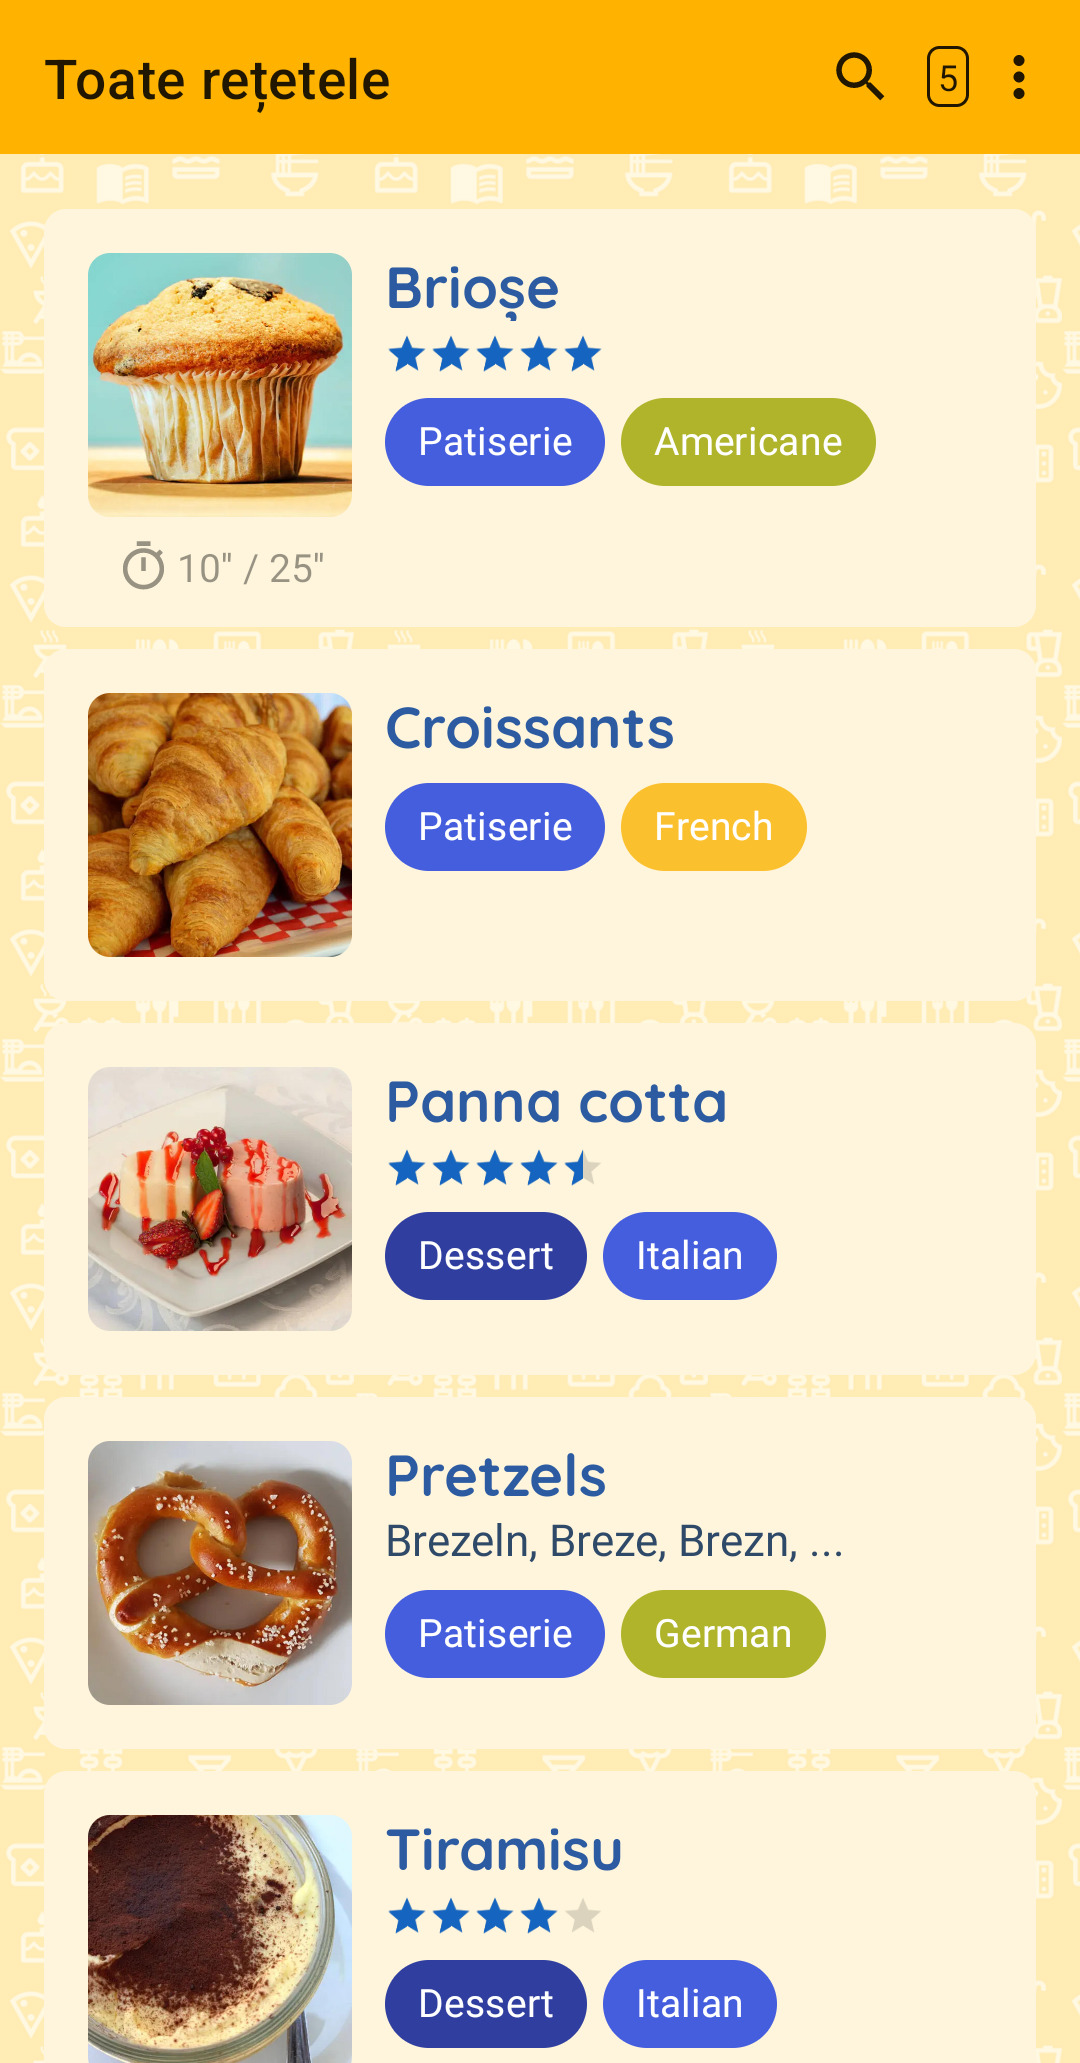 Toate rețetele
5
Brioșe
Patiserie
Americane
10" / 25"
Croissants
Patiserie
French
Panna cotta
Dessert
Italian
Pretzels
Brezeln, Breze, Brezn, ...
Patiserie
German
Tiramisu
Dessert
Italian